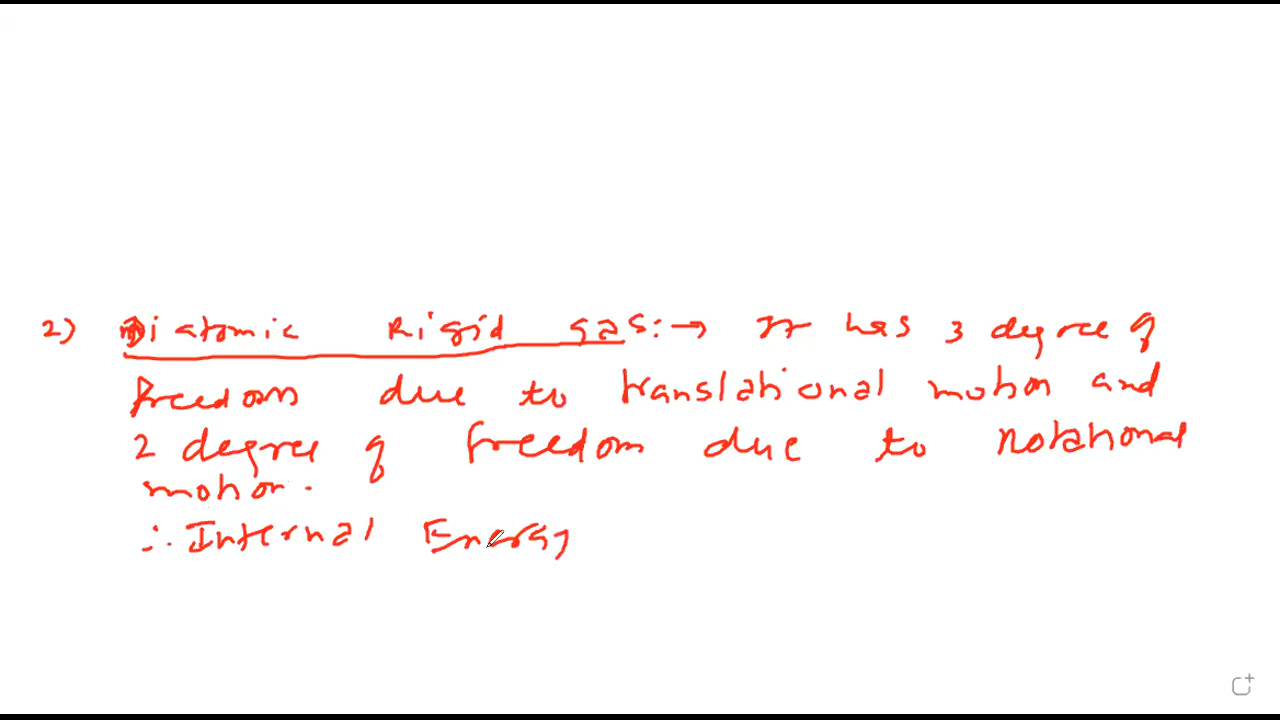 2) Diatomic Rigid gas:→ It has 3 degree of
freedom due to translational motion and
2 degree of freedom due to rotational
motion.
∴ Internal Energy